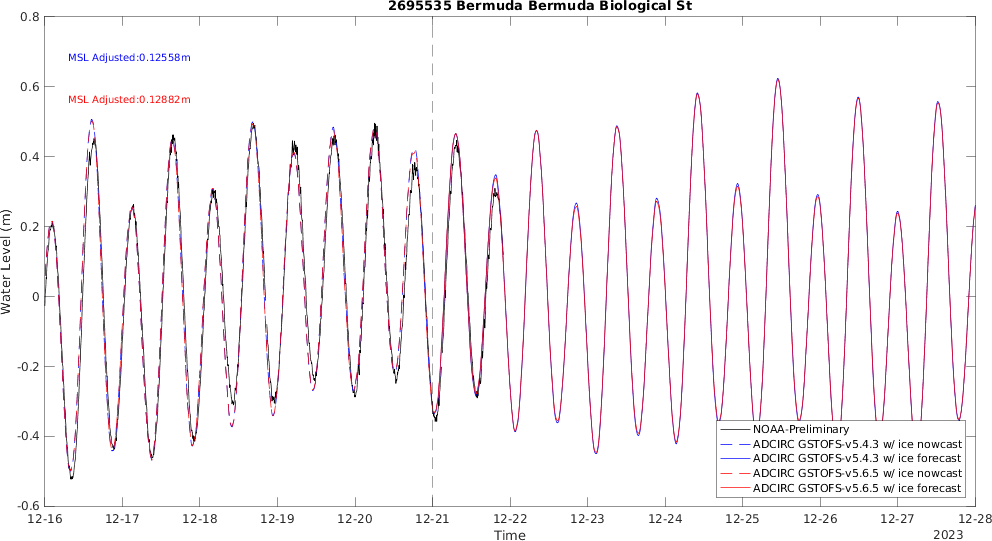 2695535 Bermuda Bermuda Biological St
0.8
MSL Adjusted:0.12558m
0.6
MSL Adjusted:0.12882m
0.4
0.2
Water Level (m)
0
-0.2
-0.4
NOAA-Preliminary
ADCIRC GSTOFS-v5.4.3 w/ ice nowcast
ADCIRC GSTOFS-v5.4.3 w/ ice forecast
ADCIRC GSTOFS-v5.6.5 w/ ice nowcast
ADCIRC GSTOFS-v5.6.5 w/ ice forecast
-0.6
12-16 12-17 12-18 12-19 12-20 12-21 12-22 12-23 12-24 12-25 12-26 12-27 12-28
Time
2023